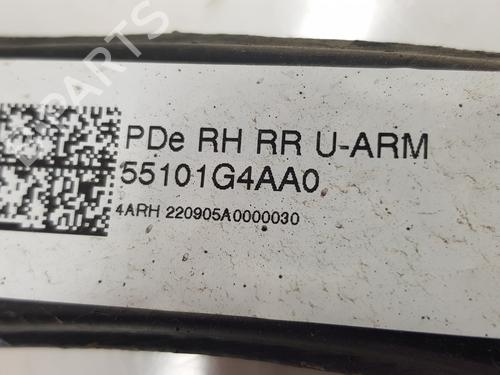 PDe RH RR U-ARM
55101G4AA0
4ARH 220905A0000030